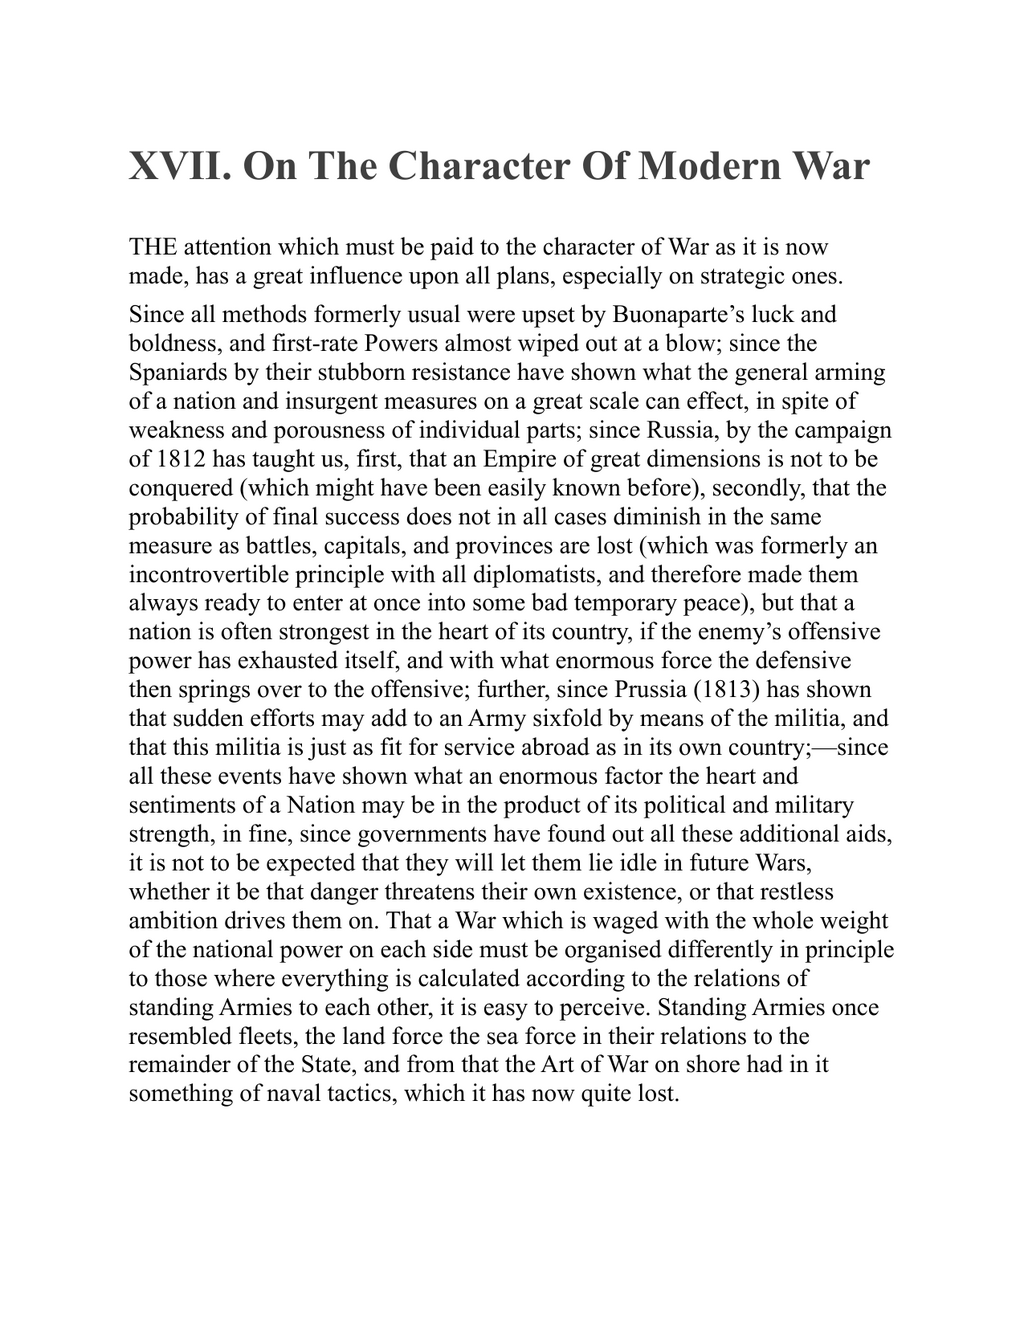 XVII. On The Character Of Modern War
THE attention which must be paid to the character of War as it is now
made, has a great influence upon all plans, especially on strategic ones.
Since all methods formerly usual were upset by Buonaparte’s luck and
boldness, and first-rate Powers almost wiped out at a blow; since the
Spaniards by their stubborn resistance have shown what the general arming
of a nation and insurgent measures on a great scale can effect, in spite of
weakness and porousness of individual parts; since Russia, by the campaign
of 1812 has taught us, first, that an Empire of great dimensions is not to be
conquered (which might have been easily known before), secondly, that the
probability of final success does not in all cases diminish in the same
measure as battles, capitals, and provinces are lost (which was formerly an
incontrovertible principle with all diplomatists, and therefore made them
always ready to enter at once into some bad temporary peace), but that a
nation is often strongest in the heart of its country, if the enemy’s offensive
power has exhausted itself, and with what enormous force the defensive
then springs over to the offensive; further, since Prussia (1813) has shown
that sudden efforts may add to an Army sixfold by means of the militia, and
that this militia is just as fit for service abroad as in its own country;—since
all these events have shown what an enormous factor the heart and
sentiments of a Nation may be in the product of its political and military
strength, in fine, since governments have found out all these additional aids,
it is not to be expected that they will let them lie idle in future Wars,
whether it be that danger threatens their own existence, or that restless
ambition drives them on. That a War which is waged with the whole weight
of the national power on each side must be organised differently in principle
to those where everything is calculated according to the relations of
standing Armies to each other, it is easy to perceive. Standing Armies once
resembled fleets, the land force the sea force in their relations to the
remainder of the State, and from that the Art of War on shore had in it
something of naval tactics, which it has now quite lost.